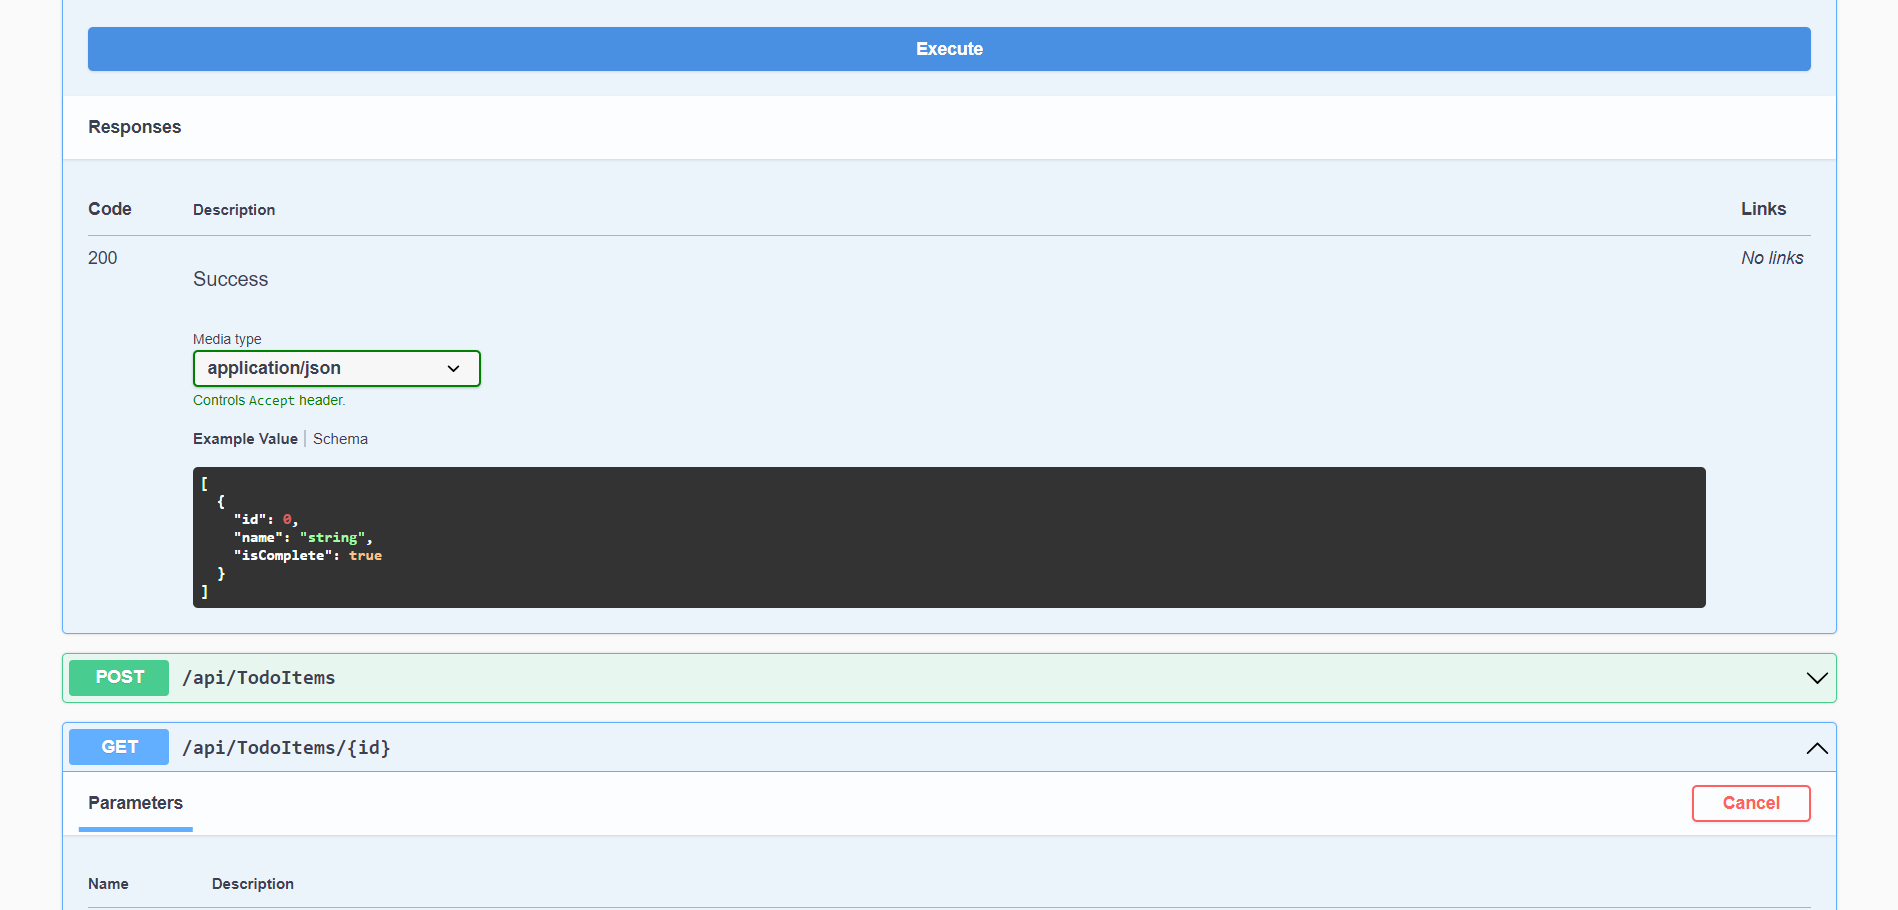 Execute
Responses
Code Description Links
200 No links
Success
Media type
application/json
Controls Accept header.
Example Value Schema
[
  {
    "id": 0,
    "name": "string",
    "isComplete": true
  }
]
POST /api/TodoItems
GET /api/TodoItems/{id}
Parameters Cancel
Name Description